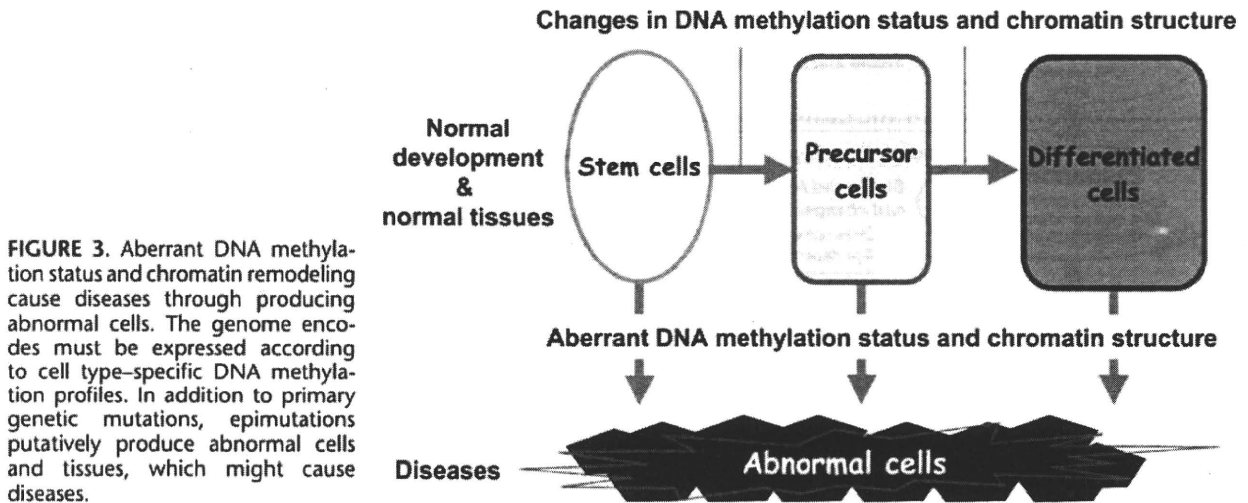 Changes in DNA methylation status and chromatin structure
Normal
development
&
normal tissues
Stem cells
Precursor
cells
Differentiated
cells
Aberrant DNA methylation status and chromatin structure
Diseases
Abnormal cells
FIGURE 3. Aberrant DNA methyla-
tion status and chromatin remodeling
cause diseases through producing
abnormal cells. The genome enco-
des must be expressed according
to cell type–specific DNA methyla-
tion profiles. In addition to primary
genetic mutations, epimutations
putatively produce abnormal cells
and tissues, which might cause
diseases.